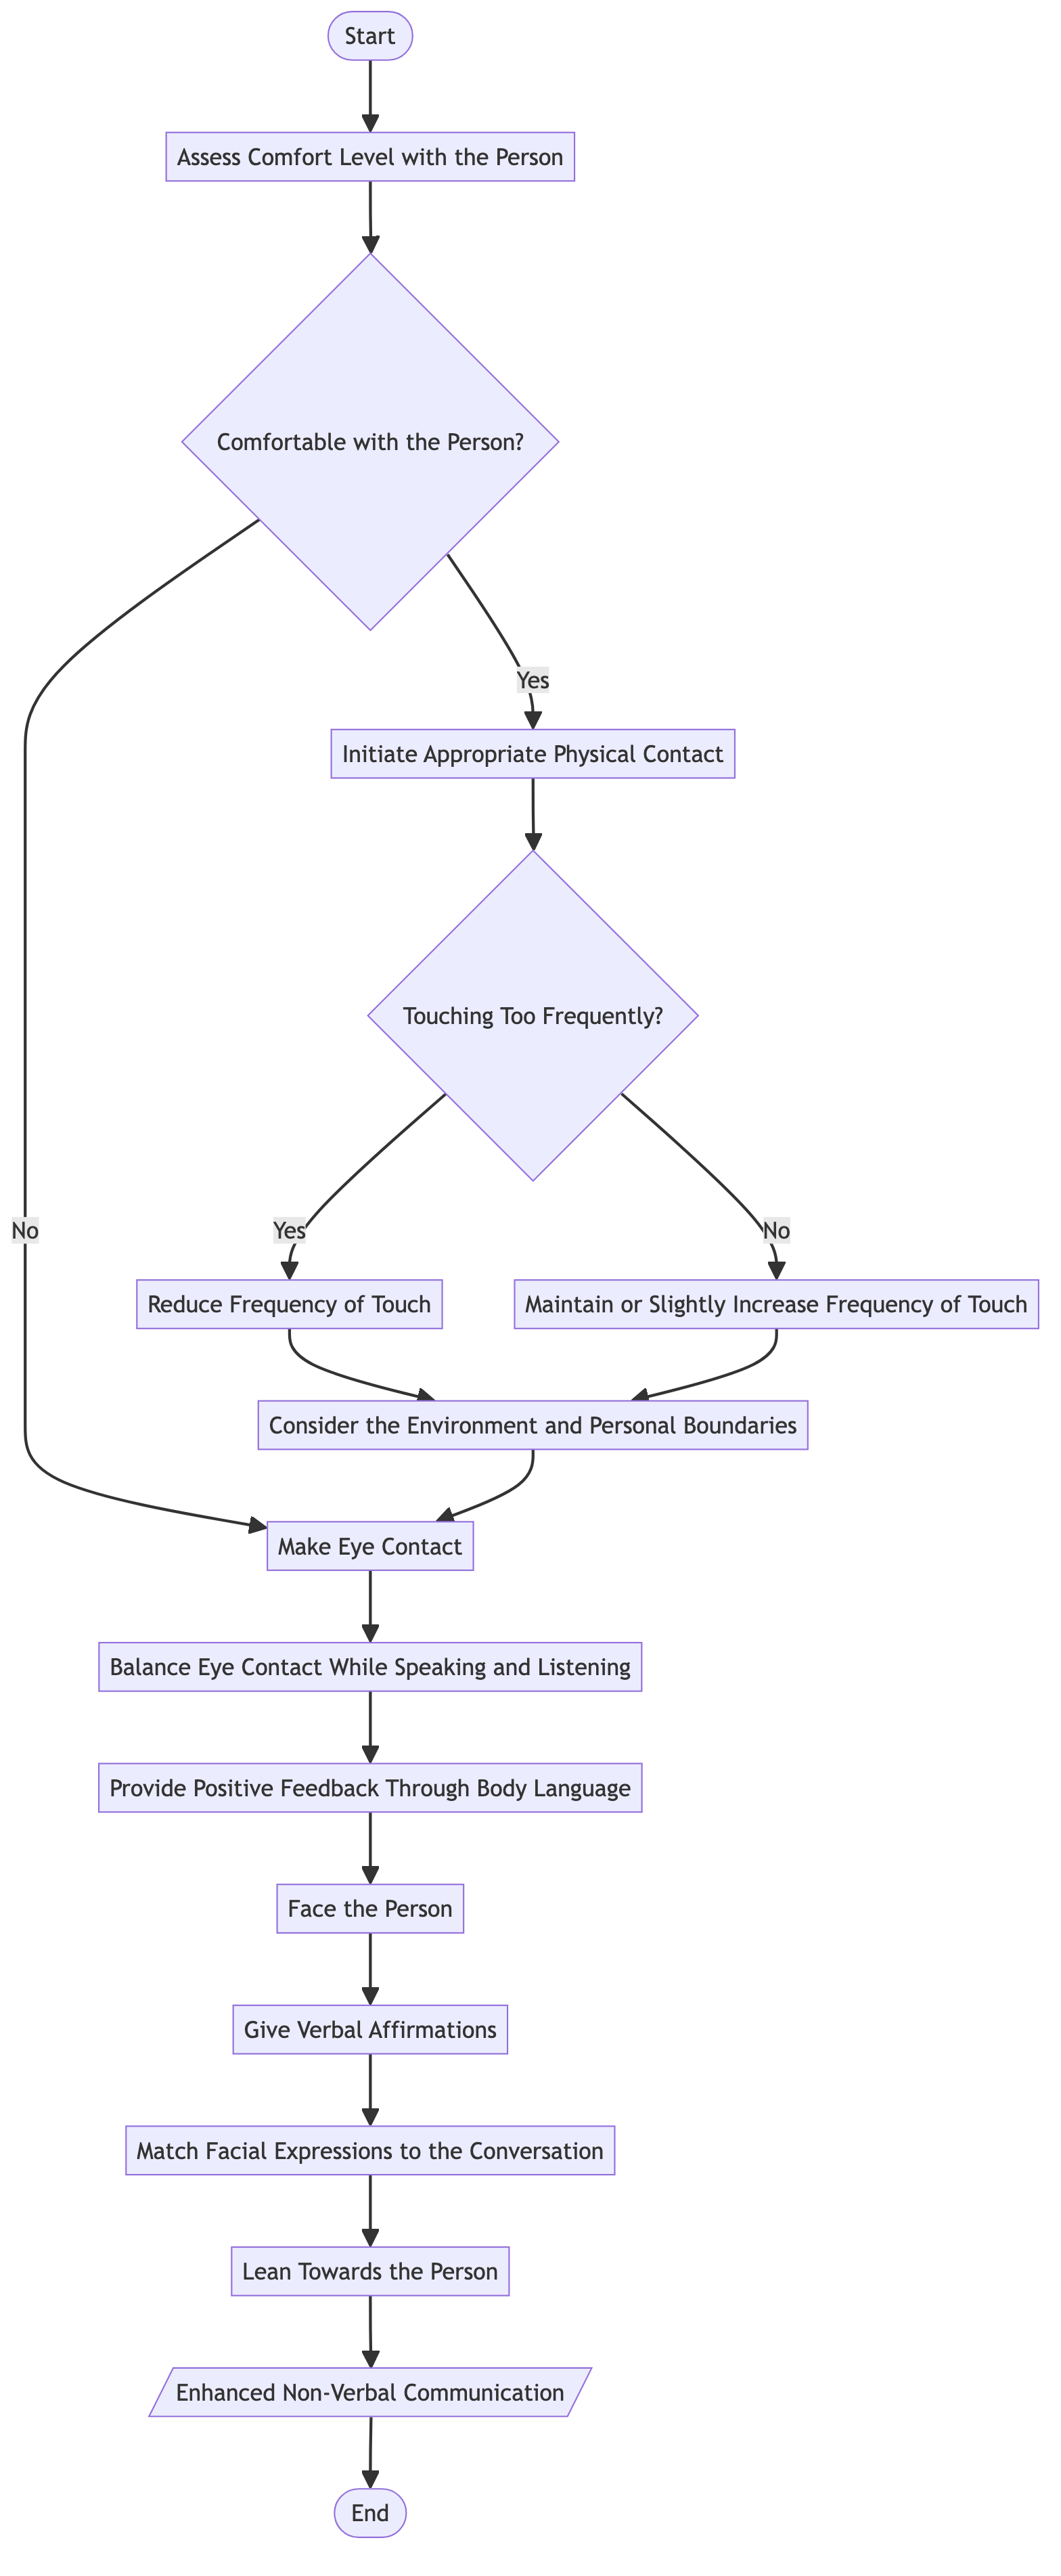 Start
Assess Comfort Level with the Person
Comfortable with the Person?
Yes
Initiate Appropriate Physical Contact
Touching Too Frequently?
No
Yes
No
Reduce Frequency of Touch
Maintain or Slightly Increase Frequency of Touch
Consider the Environment and Personal Boundaries
Make Eye Contact
Balance Eye Contact While Speaking and Listening
Provide Positive Feedback Through Body Language
Face the Person
Give Verbal Affirmations
Match Facial Expressions to the Conversation
Lean Towards the Person
Enhanced Non-Verbal Communication
End